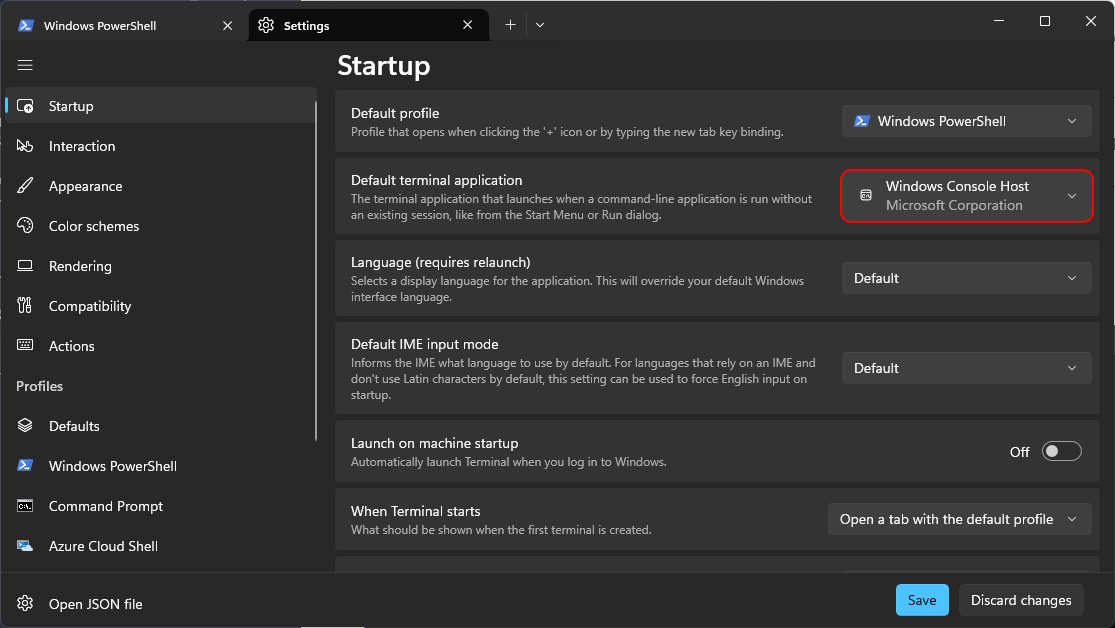 Windows PowerShell
Settings
Startup
Interaction
Appearance
Color schemes
Rendering
Compatibility
Actions
Profiles
Defaults
Windows PowerShell
Command Prompt
Azure Cloud Shell
Open JSON file
Startup
Default profile
Profile that opens when clicking the '+' icon or by typing the new tab key binding.
Windows PowerShell
Default terminal application
The terminal application that launches when a command-line application is run without
an existing session, like from the Start Menu or Run dialog.
Windows Console Host
Microsoft Corporation
Language (requires relaunch)
Selects a display language for the application. This will override your default Windows
interface language.
Default
Default IME input mode
Informs the IME what language to use by default. For languages that rely on an IME and
don't use Latin characters by default, this setting can be used to force English input on
startup.
Default
Launch on machine startup
Automatically launch Terminal when you log in to Windows.
Off
When Terminal starts
What should be shown when the first terminal is created.
Open a tab with the default profile
Save
Discard changes